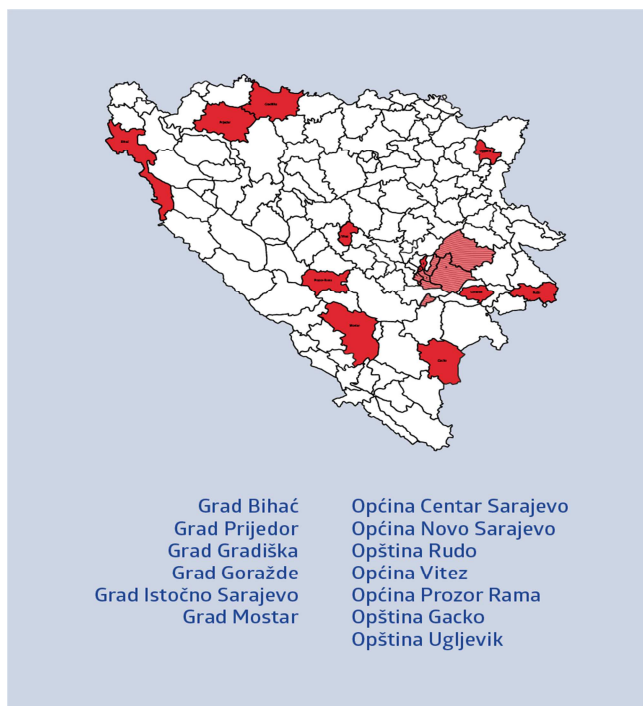 Grad Bihać
Grad Prijedor
Grad Gradiška
Grad Goražde
Grad Istočno Sarajevo
Grad Mostar
Općina Centar Sarajevo
Općina Novo Sarajevo
Opština Rudo
Općina Vitez
Općina Prozor Rama
Opština Gacko
Opština Ugljevik